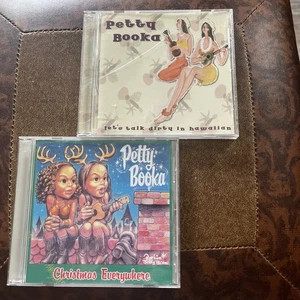 Petty
Booka
let's talk dirty in hawaiian
Petty
Booka
Christmas Everywhere